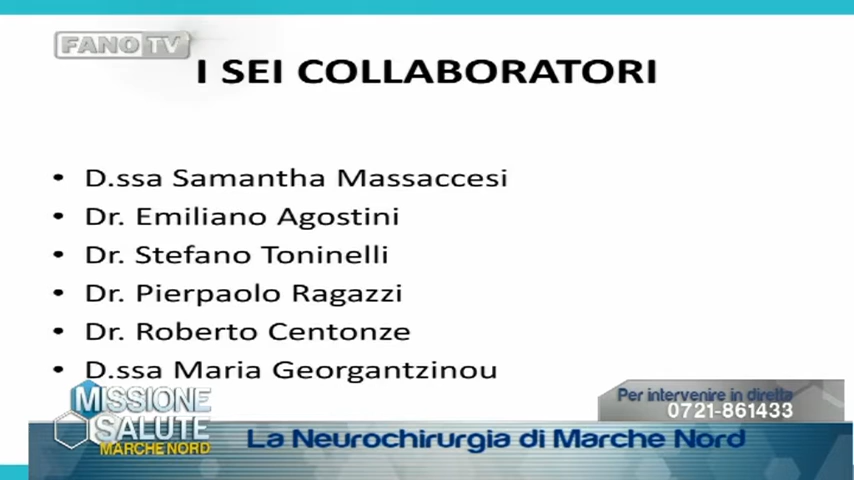 FANO TV
I SEI COLLABORATORI
• D.ssa Samantha Massaccesi
• Dr. Emiliano Agostini
• Dr. Stefano Toninelli
• Dr. Pierpaolo Ragazzi
• Dr. Roberto Centonze
• D.ssa Maria Georgantzinou
MISSIONE
SALUTE
MARCHE NORD
Per intervenire in diretta
0721-861433
La Neurochirurgia di Marche Nord